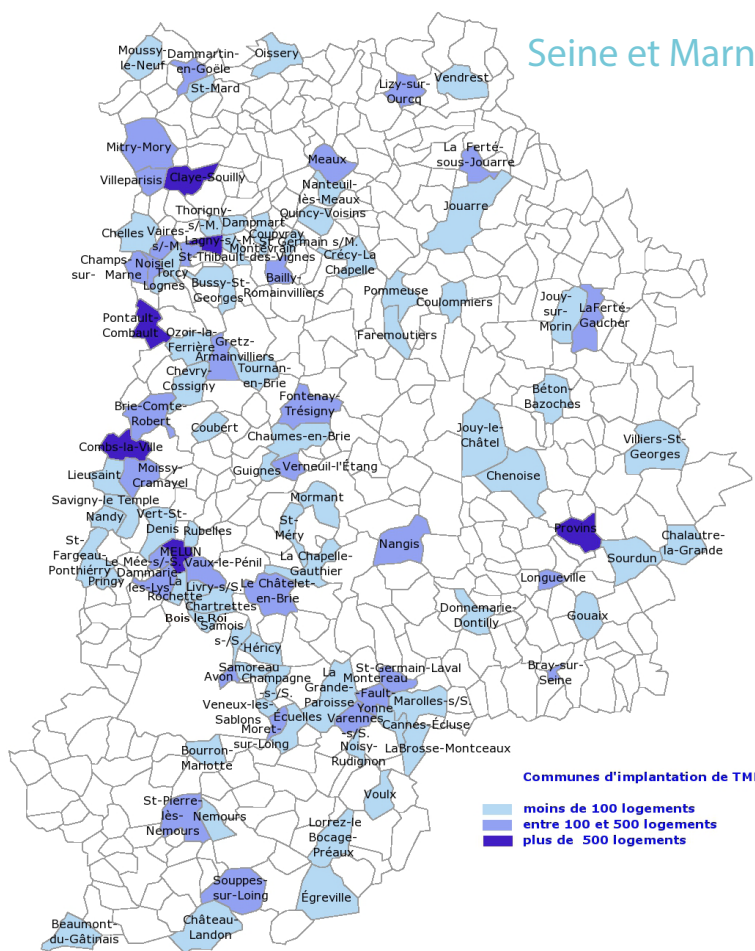 Seine et Marn
Moussy-
le-Neuf
Dammartin-
en-Goële
St-Mard
Oissery
Lizy-sur-
Ourcq
Vendrest
Mitry-Mory
Villeparisis
Claye-Souilly
Meaux
Nanteuil-
lès-Meaux
Quincy-Voisins
La Ferté-
sous-Jouarre
Jouarre
Thorigny-
s/-M.
Dampmart
Coupvray
Chelles
Vaires-
s/-M.
Lagny-s/-M.
Montévrain
St Germain s/M.
St-Thibault-des-Vignes
Crécy-La
Chapelle
Champs-
sur-
Marne
Noisiel
Torcy
Lognes
Bussy-St-
Georges
Bailly-
Romainvilliers
Pommeuse
Coulommiers
Faremoutiers
Jouy-
sur-
Morin
LaFerté-
Gaucher
Pontault-
Combault
Ozoir-la-
Ferrière
Gretz-
Armainvilliers
Tournan-
en-Brie
Chevry-
Cossigny
Brie-Comte-
Robert
Coubert
Fontenay-
Trésigny
Chaumes-en-Brie
Béton-
Bazoches
Jouy-le-
Châtel
Villiers-St-
Georges
Combs-la-Ville
Lieusaint
Moissy-
Cramayel
Guignes
Verneuil-l'Étang
Chenoise
Savigny-le Temple
Nandy
Vert-St-
Denis
Rubelles
Mormant
St-
Méry
Provins
Chalautre-
la-Grande
Sourdun
St-
Fargeau-
Ponthiérry
Pringy
MELUN
Le Mée-s/-S.
Vaux-le-Pénil
Dammarie-
lès-Lys
La
Rochette
Livry-s/S.
La Chapelle-
Gauthier
Nangis
Le Châtelet-
en-Brie
Longueville
Chartrettes
Bois le Roi
Samois
s-/S.
Héricy
Donnemarie-
Dontilly
Gouaix
Bray-sur-
Seine
Samoreau
Avon
Champagne
-s-/S.
La
Grande-
Paroisse
St-Germain-Laval
Montereau
Fault-
Yonne
Marolles-s/S.
Veneux-les-
Sablons
Écuelles
Moret-
sur-Loing
Varennes
-s/S.
Cannes-Écluse
Noisy-
Rudignon
LaBrosse-Montceaux
Bourron-
Marlotte
Voulx
St-Pierre-
lès-
Nemours
Nemours
Lorrez-le
Bocage-
Préaux
Souppes-
sur-Loing
Égreville
Château-
Landon
Beaumont-
du-Gâtinais
Communes d'implantation de TM
moins de 100 logements
entre 100 et 500 logements
plus de 500 logements